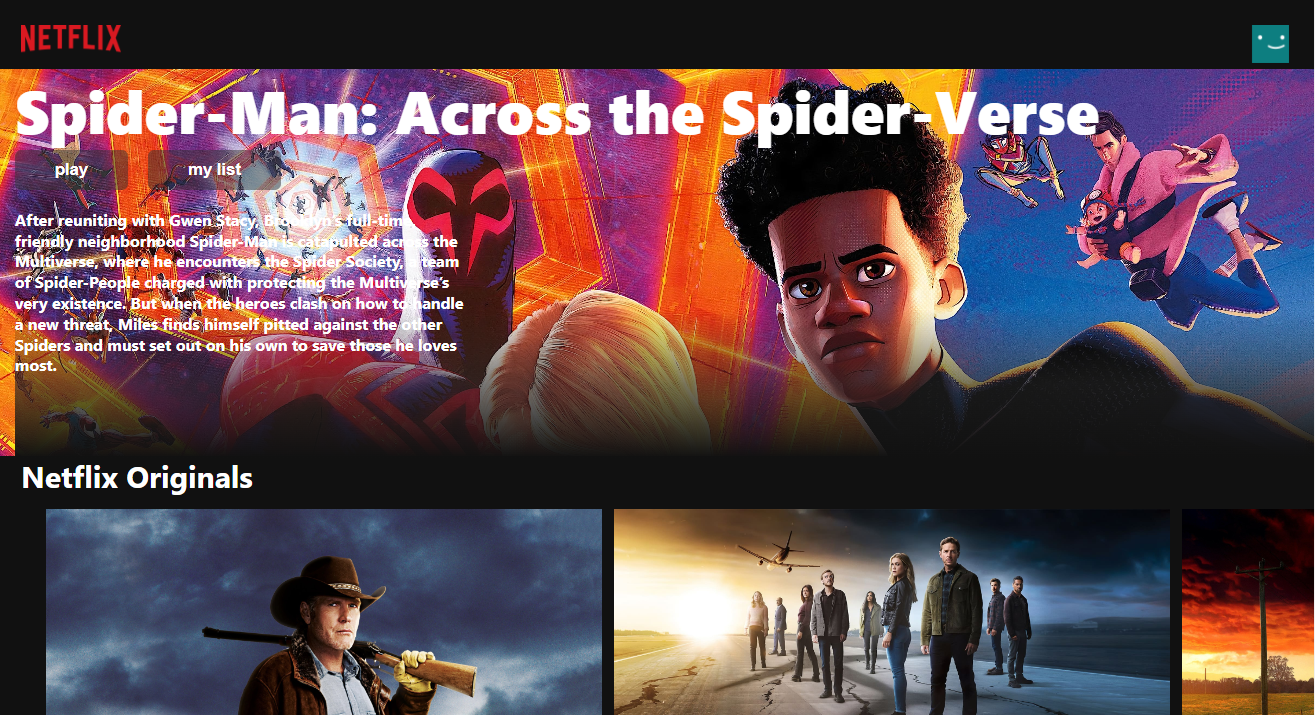 NETFLIX
Spider-Man: Across the Spider-Verse
play
my list
After reuniting with Gwen Stacy, Brooklyn's full-time,
friendly neighborhood Spider-Man is catapulted across the
Multiverse, where he encounters the Spider Society, a team
of Spider-People charged with protecting the Multiverse's
very existence. But when the heroes clash on how to handle
a new threat, Miles finds himself pitted against the other
Spiders and must set out on his own to save those he loves
most.
Netflix Originals